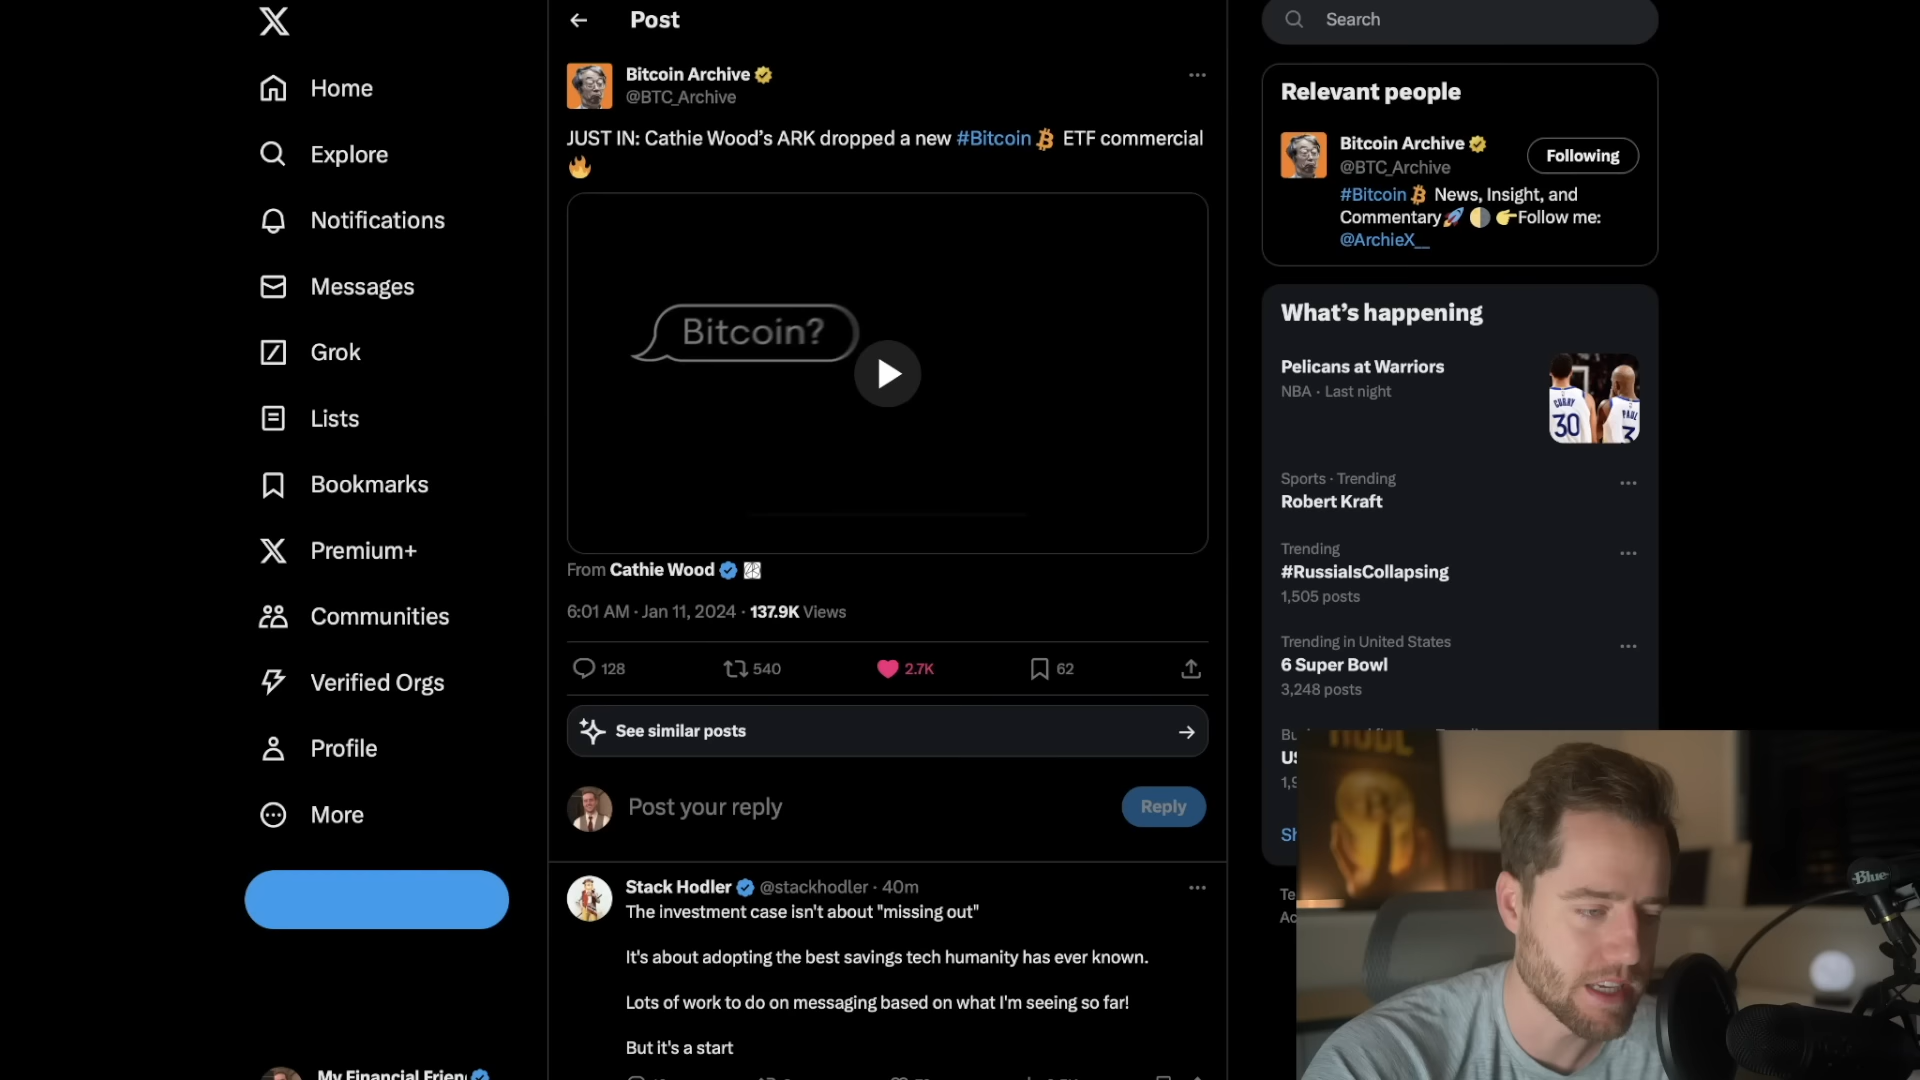 Home
Explore
Notifications
Messages
Grok
Lists
Bookmarks
Premium+
Communities
Verified Orgs
Profile
More
My Financial Frien
Post
Bitcoin Archive
@BTC_Archive
JUST IN: Cathie Wood’s ARK dropped a new #Bitcoin ETF commercial
Bitcoin?
From Cathie Wood
6:01 AM · Jan 11, 2024 · 137.9K Views
128 540 2.7K 62
See similar posts
Post your reply
Reply
Stack Hodler @stackhodler · 40m
The investment case isn't about "missing out"
It's about adopting the best savings tech humanity has ever known.
Lots of work to do on messaging based on what I'm seeing so far!
But it's a start
Search
Relevant people
Bitcoin Archive
@BTC_Archive
Following
#Bitcoin News, Insight, and
Commentary Follow me:
@ArchieX__
What’s happening
Pelicans at Warriors
NBA · Last night
CURRY
30
PAUL
3
Sports · Trending
Robert Kraft
Trending
#RussiaIsCollapsing
1,505 posts
Trending in United States
6 Super Bowl
3,248 posts
HODL
Blue